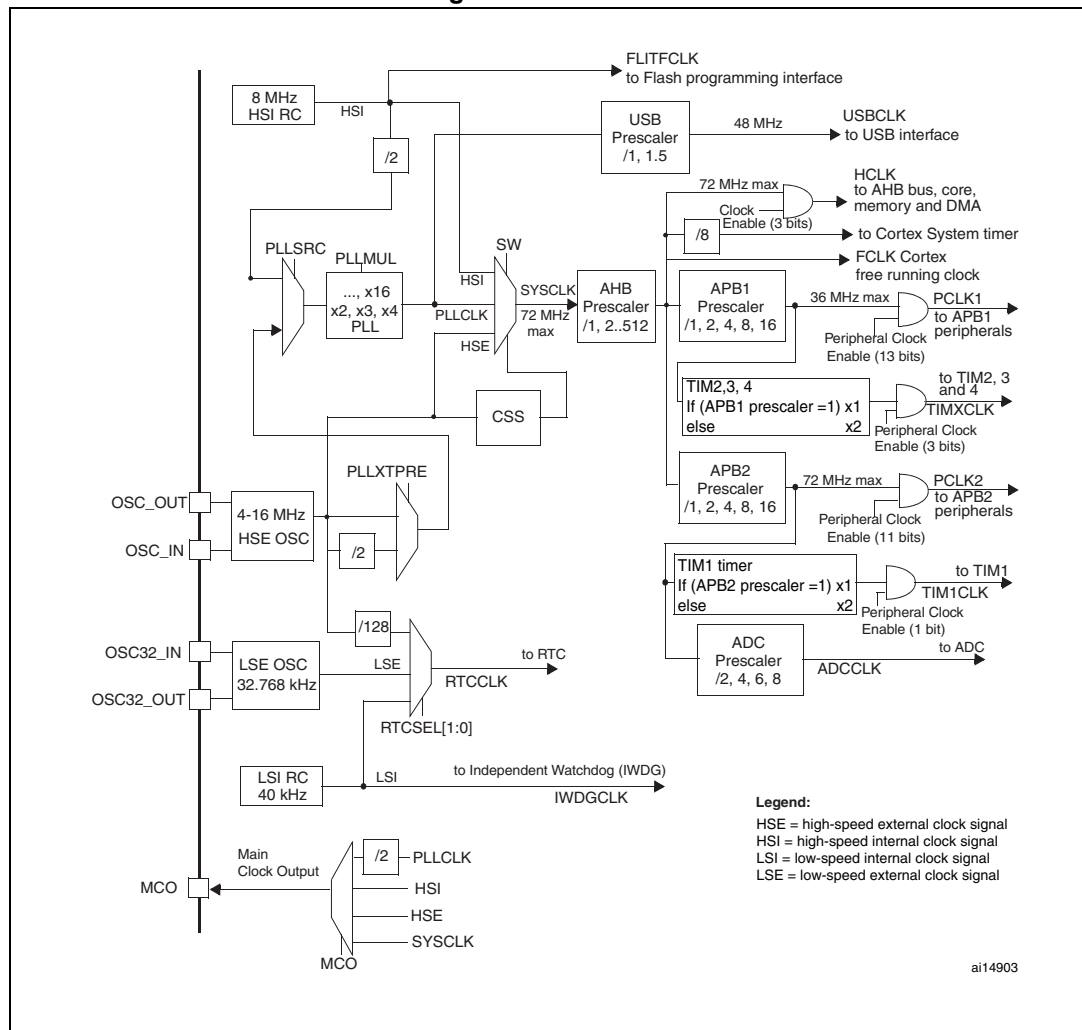 FLITFCLK
to Flash programming interface
8 MHz
HSI RC
HSI
/2
USB
Prescaler
/1, 1.5
48 MHz
USBCLK
to USB interface
72 MHz max
Clock
Enable (3 bits)
HCLK
to AHB bus, core,
memory and DMA
/8
to Cortex System timer
FCLK Cortex
free running clock
PLLSRC
PLLMUL
..., x16
x2, x3, x4
PLL
SW
HSI
PLLCLK
HSE
SYSCLK
72 MHz
max
AHB
Prescaler
/1, 2..512
APB1
Prescaler
/1, 2, 4, 8, 16
36 MHz max
PCLK1
to APB1
peripherals
Peripheral Clock
Enable (13 bits)
TIM2,3, 4
If (APB1 prescaler =1) x1
else x2
to TIM2, 3
and 4
TIMXCLK
Peripheral Clock
Enable (3 bits)
CSS
APB2
Prescaler
/1, 2, 4, 8, 16
72 MHz max
PCLK2
to APB2
peripherals
Peripheral Clock
Enable (11 bits)
PLLXTPRE
OSC_OUT
OSC_IN
4-16 MHz
HSE OSC
/2
TIM1 timer
If (APB2 prescaler =1) x1
else x2
to TIM1
TIM1CLK
Peripheral Clock
Enable (1 bit)
ADC
Prescaler
/2, 4, 6, 8
to ADC
ADCCLK
/128
OSC32_IN
OSC32_OUT
LSE OSC
32.768 kHz
LSE
to RTC
RTCCLK
RTCSEL[1:0]
LSI RC
40 kHz
LSI
to Independent Watchdog (IWDG)
IWDGCLK
Legend:
HSE = high-speed external clock signal
HSI = high-speed internal clock signal
LSI = low-speed internal clock signal
LSE = low-speed external clock signal
Main
Clock Output
MCO
/2
PLLCLK
HSI
HSE
SYSCLK
MCO
ai14903